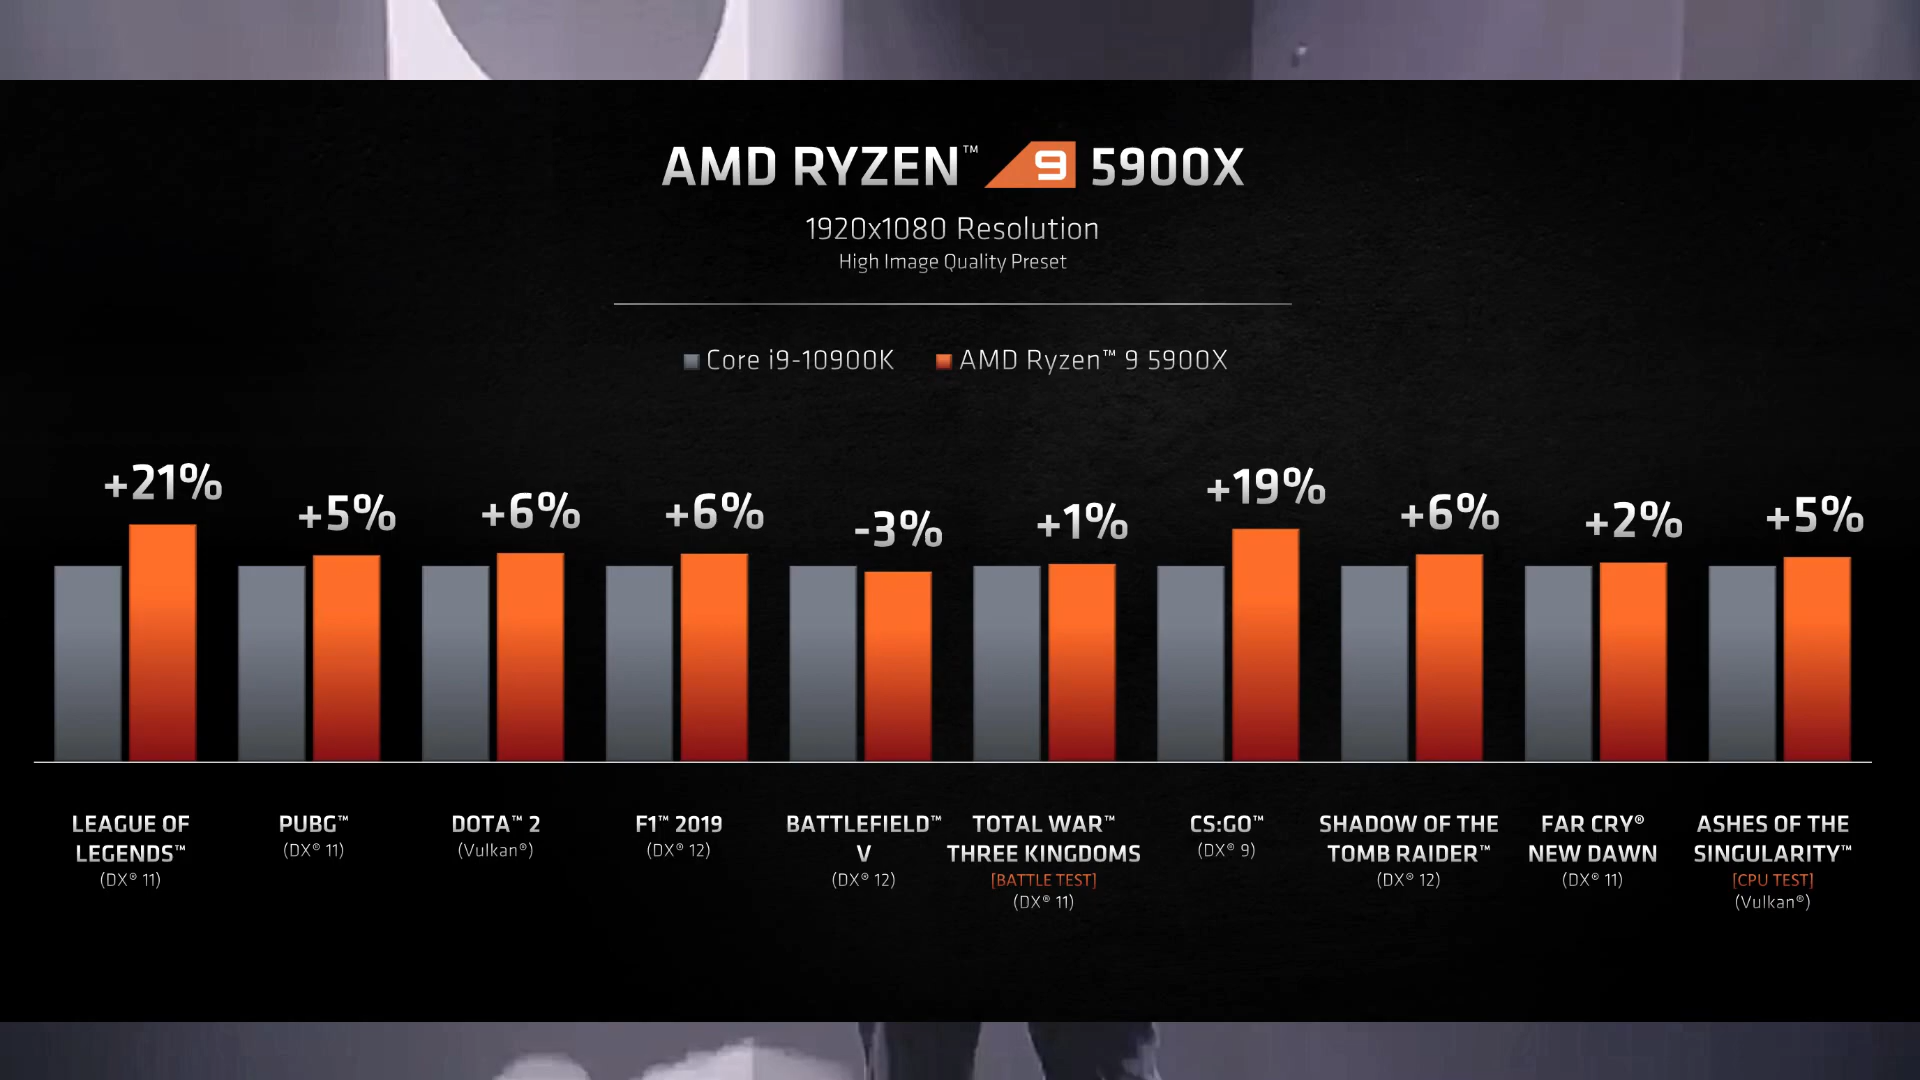 AMD RYZEN™ 9 5900X
1920x1080 Resolution
High Image Quality Preset
Core i9-10900K AMD Ryzen™ 9 5900X
+21% +5% +6% +6% -3% +1% +19% +6% +2% +5%
LEAGUE OF
LEGENDS™
(DX® 11)
PUBG™
(DX® 11)
DOTA™ 2
(Vulkan®)
F1™ 2019
(DX® 12)
BATTLEFIELD™
V
(DX® 12)
TOTAL WAR™
THREE KINGDOMS
[BATTLE TEST]
(DX® 11)
CS:GO™
(DX® 9)
SHADOW OF THE
TOMB RAIDER™
(DX® 12)
FAR CRY®
NEW DAWN
(DX® 11)
ASHES OF THE
SINGULARITY™
[CPU TEST]
(Vulkan®)